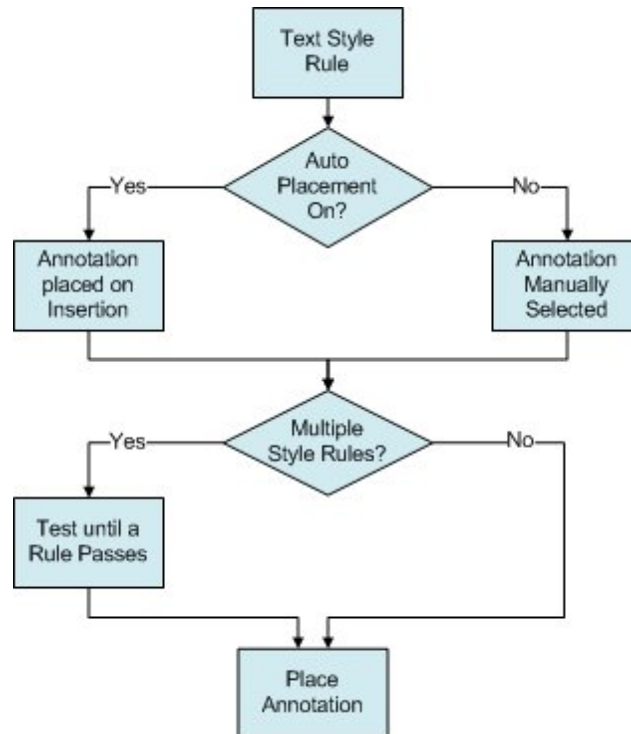 Text Style
Rule
Auto
Placement
On?
Yes
No
Annotation
placed on
Insertion
Annotation
Manually
Selected
Multiple
Style Rules?
Yes
No
Test until a
Rule Passes
Place
Annotation